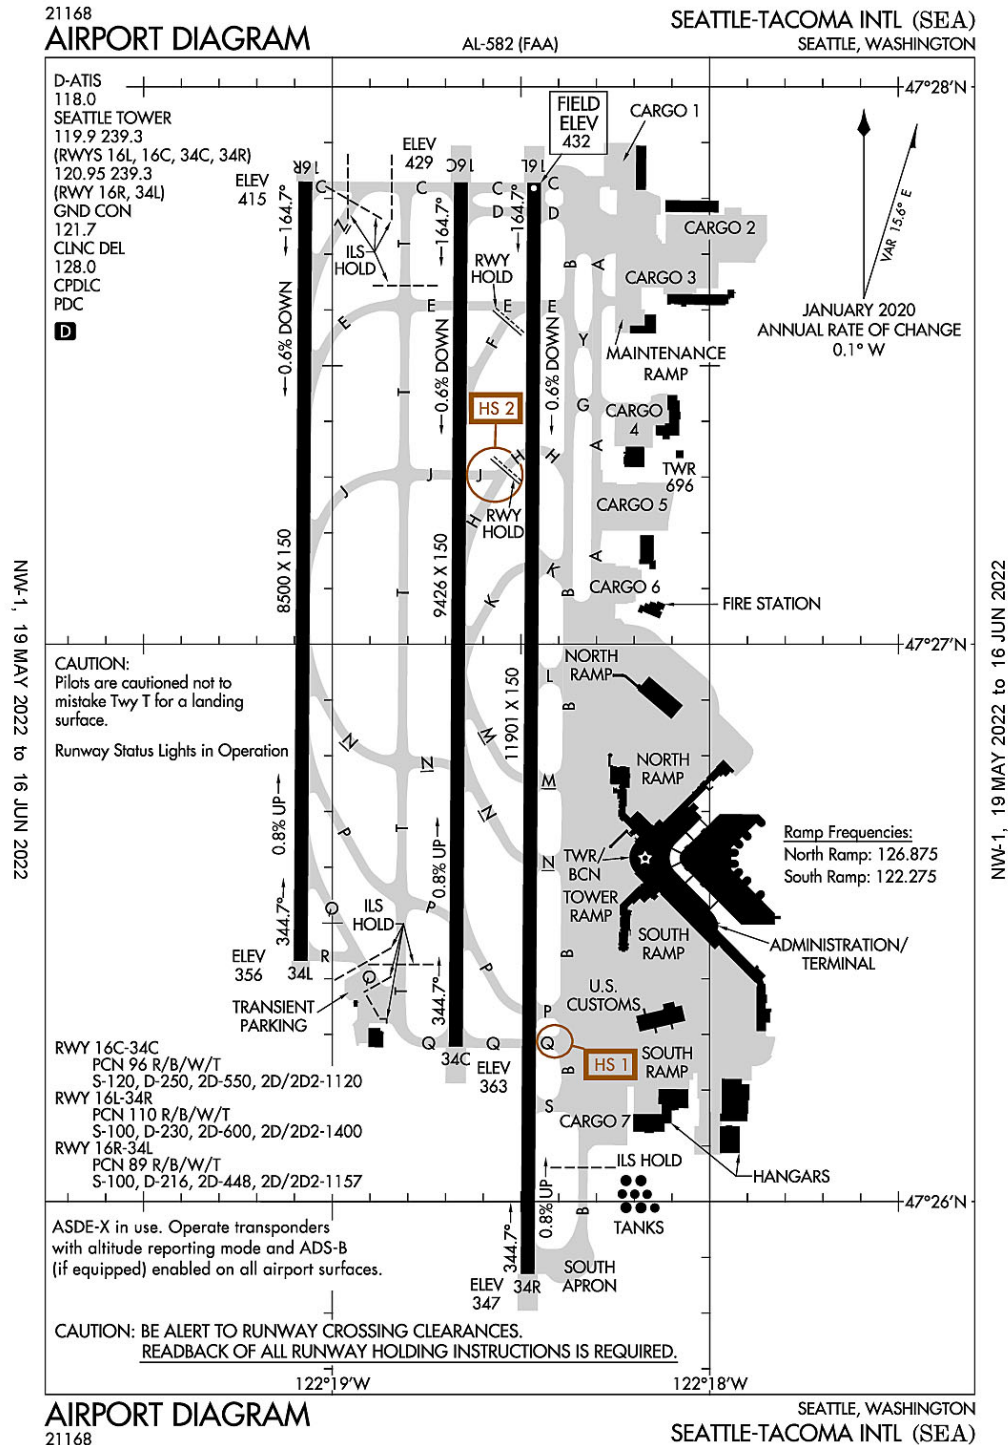 21168
AIRPORT DIAGRAM
AL-582 (FAA)
SEATTLE-TACOMA INTL (SEA)
SEATTLE, WASHINGTON
D-ATIS
118.0
SEATTLE TOWER
119.9 239.3
(RWYS 16L, 16C, 34C, 34R)
120.95 239.3
(RWY 16R, 34L)
GND CON
121.7
CLNC DEL
128.0
CPDLC
PDC
D
47°28'N
FIELD
ELEV
432
CARGO 1
ELEV
429
ELEV
415
16R
16C
16L
C
C
C
C
D
D
164.7°
164.7°
164.7°
CARGO 2
VAR 15.6° E
Z
T
ILS
HOLD
RWY
HOLD
B
A
CARGO 3
JANUARY 2020
ANNUAL RATE OF CHANGE
0.1° W
E
E
E
E
0.6% DOWN
0.6% DOWN
0.6% DOWN
F
Y
MAINTENANCE
RAMP
T
HS 2
G
CARGO
4
H
H
A
TWR
696
J
J
J
RWY
HOLD
H
CARGO 5
8500 X 150
9426 X 150
A
K
K
T
B
CARGO 6
FIRE STATION
47°27'N
CAUTION:
Pilots are cautioned not to
mistake Twy T for a landing
surface.
Runway Status Lights in Operation
NORTH
RAMP
L
B
11901 X 150
N
N
M
M
NORTH
RAMP
0.8% UP
P
T
N
0.8% UP
N
TWR/
BCN
Ramp Frequencies:
North Ramp: 126.875
South Ramp: 122.275
TOWER
RAMP
Q
ILS
HOLD
P
344.7°
SOUTH
RAMP
ADMINISTRATION/
TERMINAL
ELEV
356
34L
R
Q
P
B
344.7°
T
U.S.
CUSTOMS
TRANSIENT
PARKING
P
Q
Q
Q
34C
ELEV
363
HS 1
SOUTH
RAMP
B
RWY 16C-34C
PCN 96 R/B/W/T
S-120, D-250, 2D-550, 2D/2D2-1120
RWY 16L-34R
PCN 110 R/B/W/T
S-100, D-230, 2D-600, 2D/2D2-1400
RWY 16R-34L
PCN 89 R/B/W/T
S-100, D-216, 2D-448, 2D/2D2-1157
S
CARGO 7
ILS HOLD
HANGARS
0.8% UP
344.7°
B
TANKS
47°26'N
ASDE-X in use. Operate transponders
with altitude reporting mode and ADS-B
(if equipped) enabled on all airport surfaces.
SOUTH
APRON
ELEV
347
34R
CAUTION: BE ALERT TO RUNWAY CROSSING CLEARANCES.
READBACK OF ALL RUNWAY HOLDING INSTRUCTIONS IS REQUIRED.
122°19'W
122°18'W
NW-1, 19 MAY 2022 to 16 JUN 2022
NW-1, 19 MAY 2022 to 16 JUN 2022
AIRPORT DIAGRAM
21168
SEATTLE, WASHINGTON
SEATTLE-TACOMA INTL (SEA)